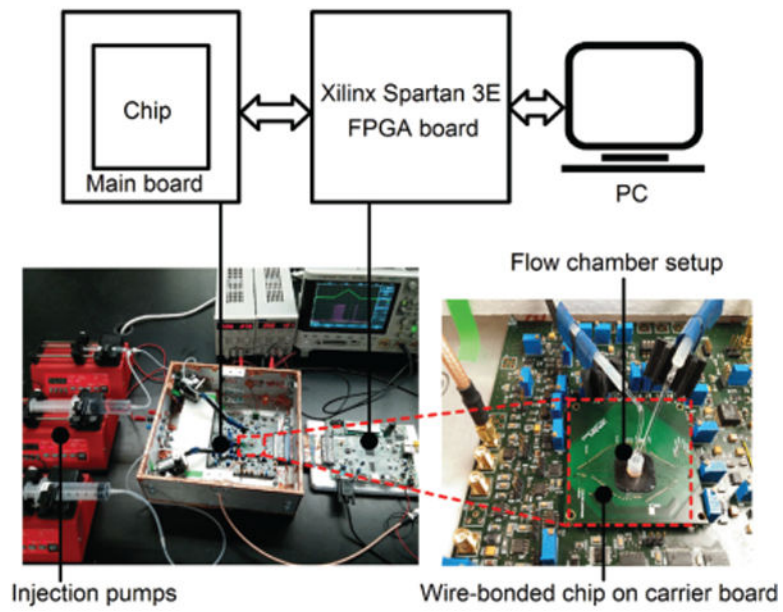 Chip
Main board
Xilinx Spartan 3E
FPGA board
PC
Flow chamber setup
Injection pumps
Wire-bonded chip on carrier board